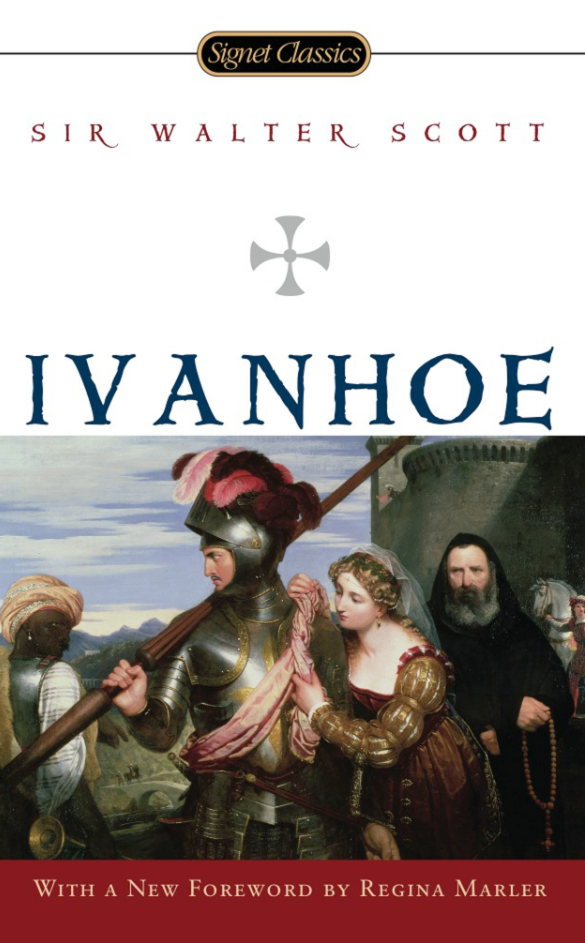 Signet Classics
SIR WALTER SCOTT
IVANHOE
WITH A NEW FOREWORD BY REGINA MARLER